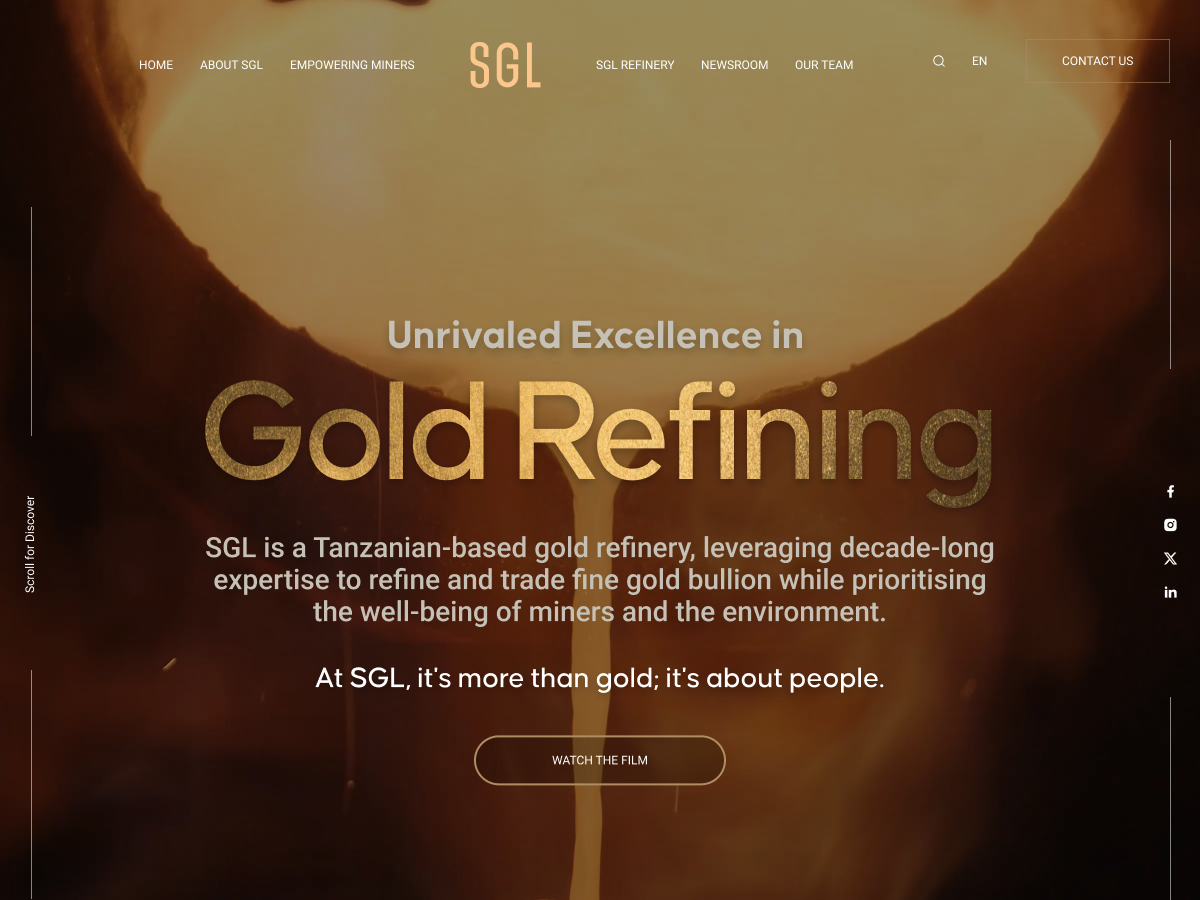 HOME
ABOUT SGL
EMPOWERING MINERS
SGL
SGL REFINERY
NEWSROOM
OUR TEAM
EN
CONTACT US
Unrivaled Excellence in
Gold Refining
SGL is a Tanzanian-based gold refinery, leveraging decade-long
expertise to refine and trade fine gold bullion while prioritising
the well-being of miners and the environment.
At SGL, it's more than gold; it's about people.
WATCH THE FILM
Scroll for Discover